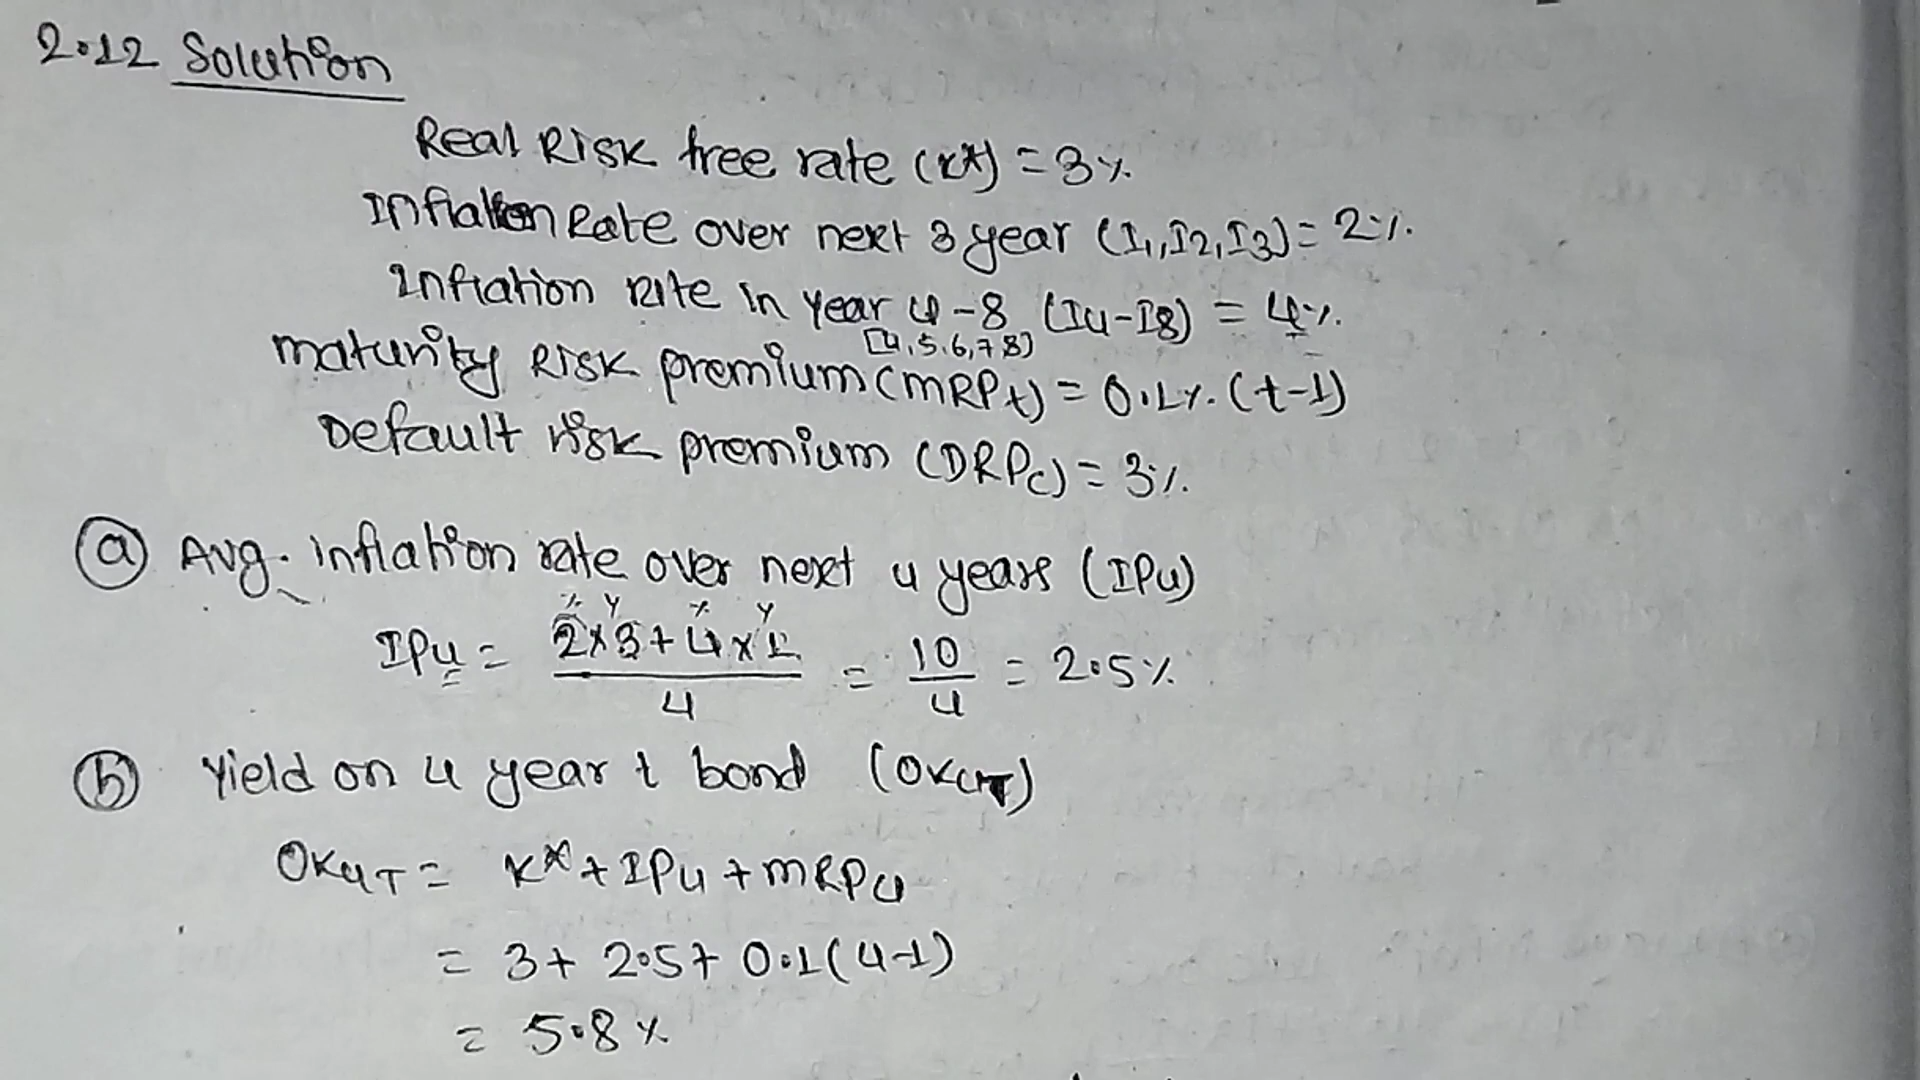 2.12 Solution
Real Risk free rate (K*) = 3%
Inflation Rate over next 3 year (I1,I2,I3) = 2%.
Inflation rate in year 4-8 (I4-I8) = 4%.
[4,5,6,7 8]
maturity Risk premium (MRPt) = 0.1%. (t-1)
Default risk premium (DRPc) = 3%.
(a) Avg. inflation rate over next 4 years (IP4)
IP4 = (2% × 3Y + 4% × 1Y)/4 = 10/4 = 2.5%
(b) Yield on 4 year t bond (OK4T)
OK4T = K* + IP4 + MRP4
= 3 + 2.5 + 0.1(4-1)
= 5.8%